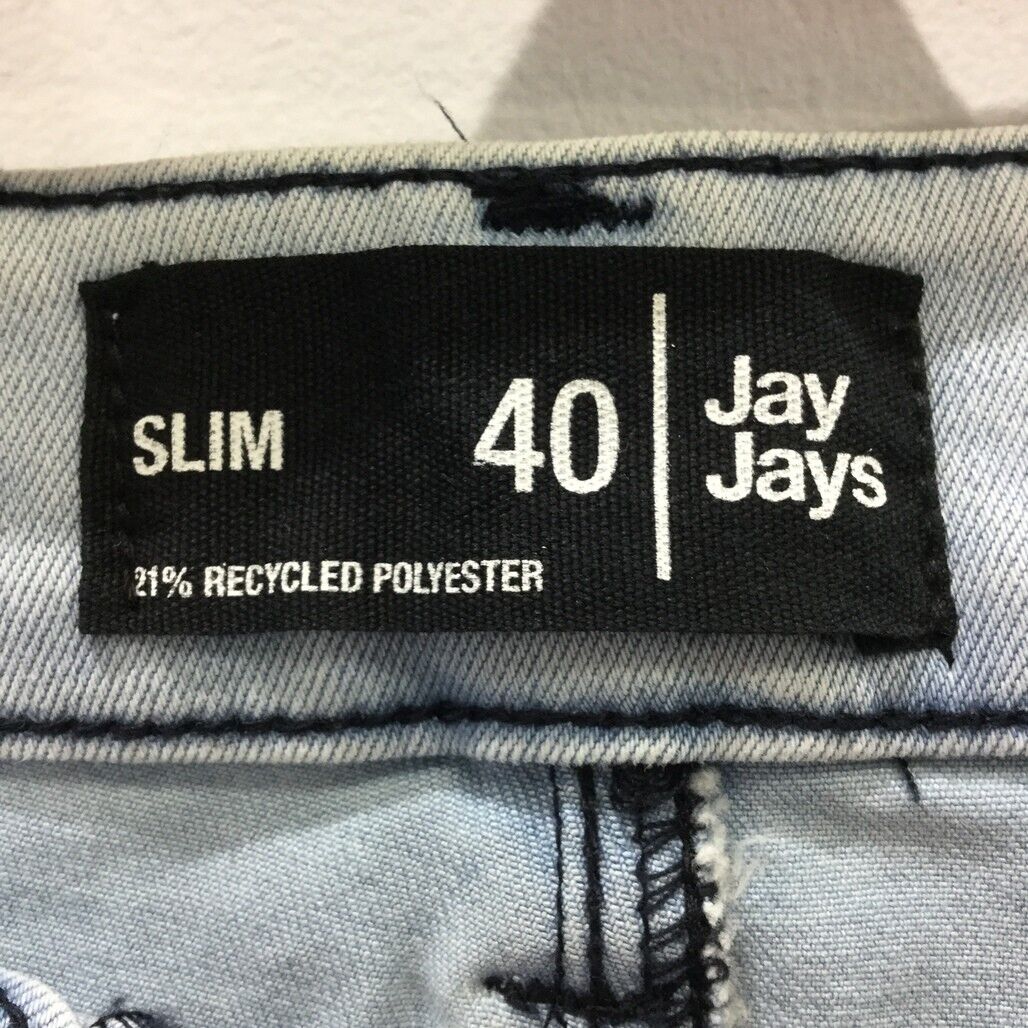 SLIM 40
Jay
Jays
21% RECYCLED POLYESTER